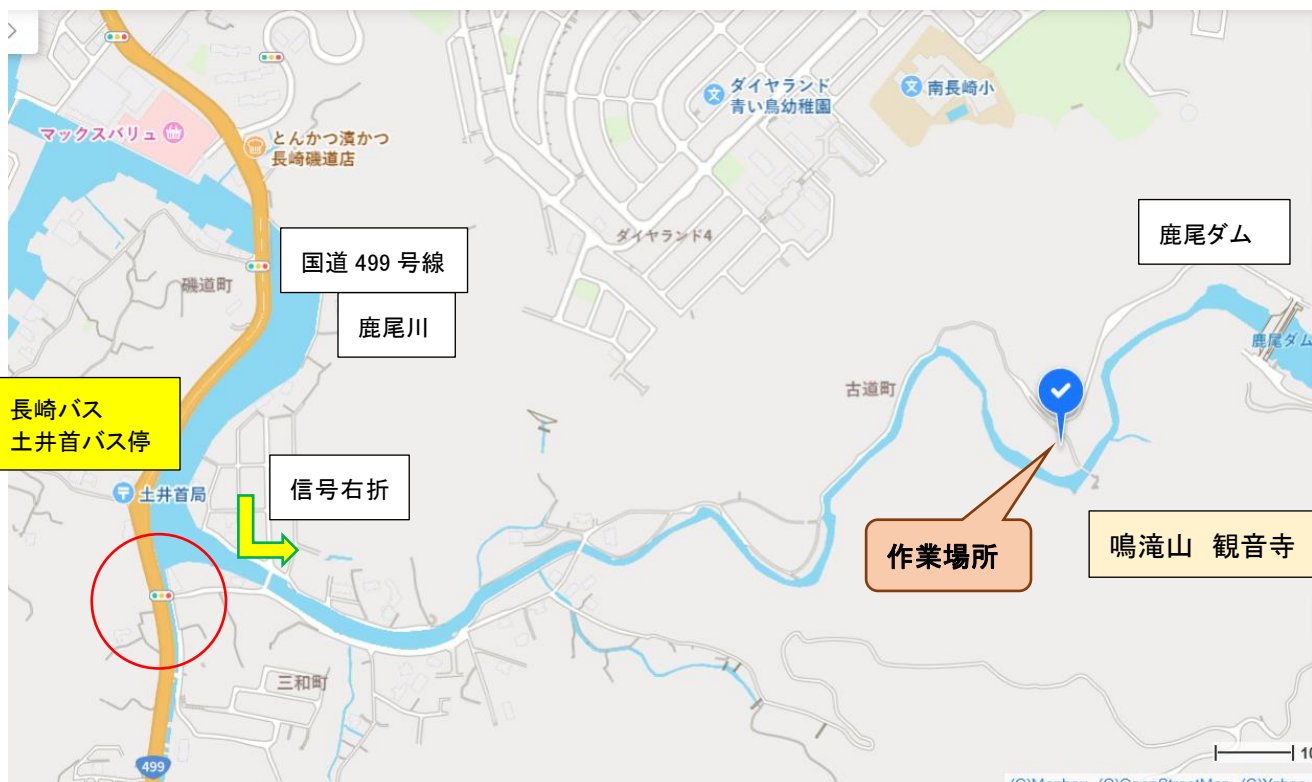 マックスバリュ
とんかつ濱かつ
長崎磯道店
ダイヤランド
青い鳥幼稚園
南長崎小
国道 499 号線
鹿尾川
磯道町
ダイヤランド4
鹿尾ダム
鹿尾ダム
長崎バス
土井首バス停
古道町
土井首局
信号右折
作業場所
鳴滝山 観音寺
三和町
499
10
(C)Mapbox (C)OpenStreetMap (C)Yahoo